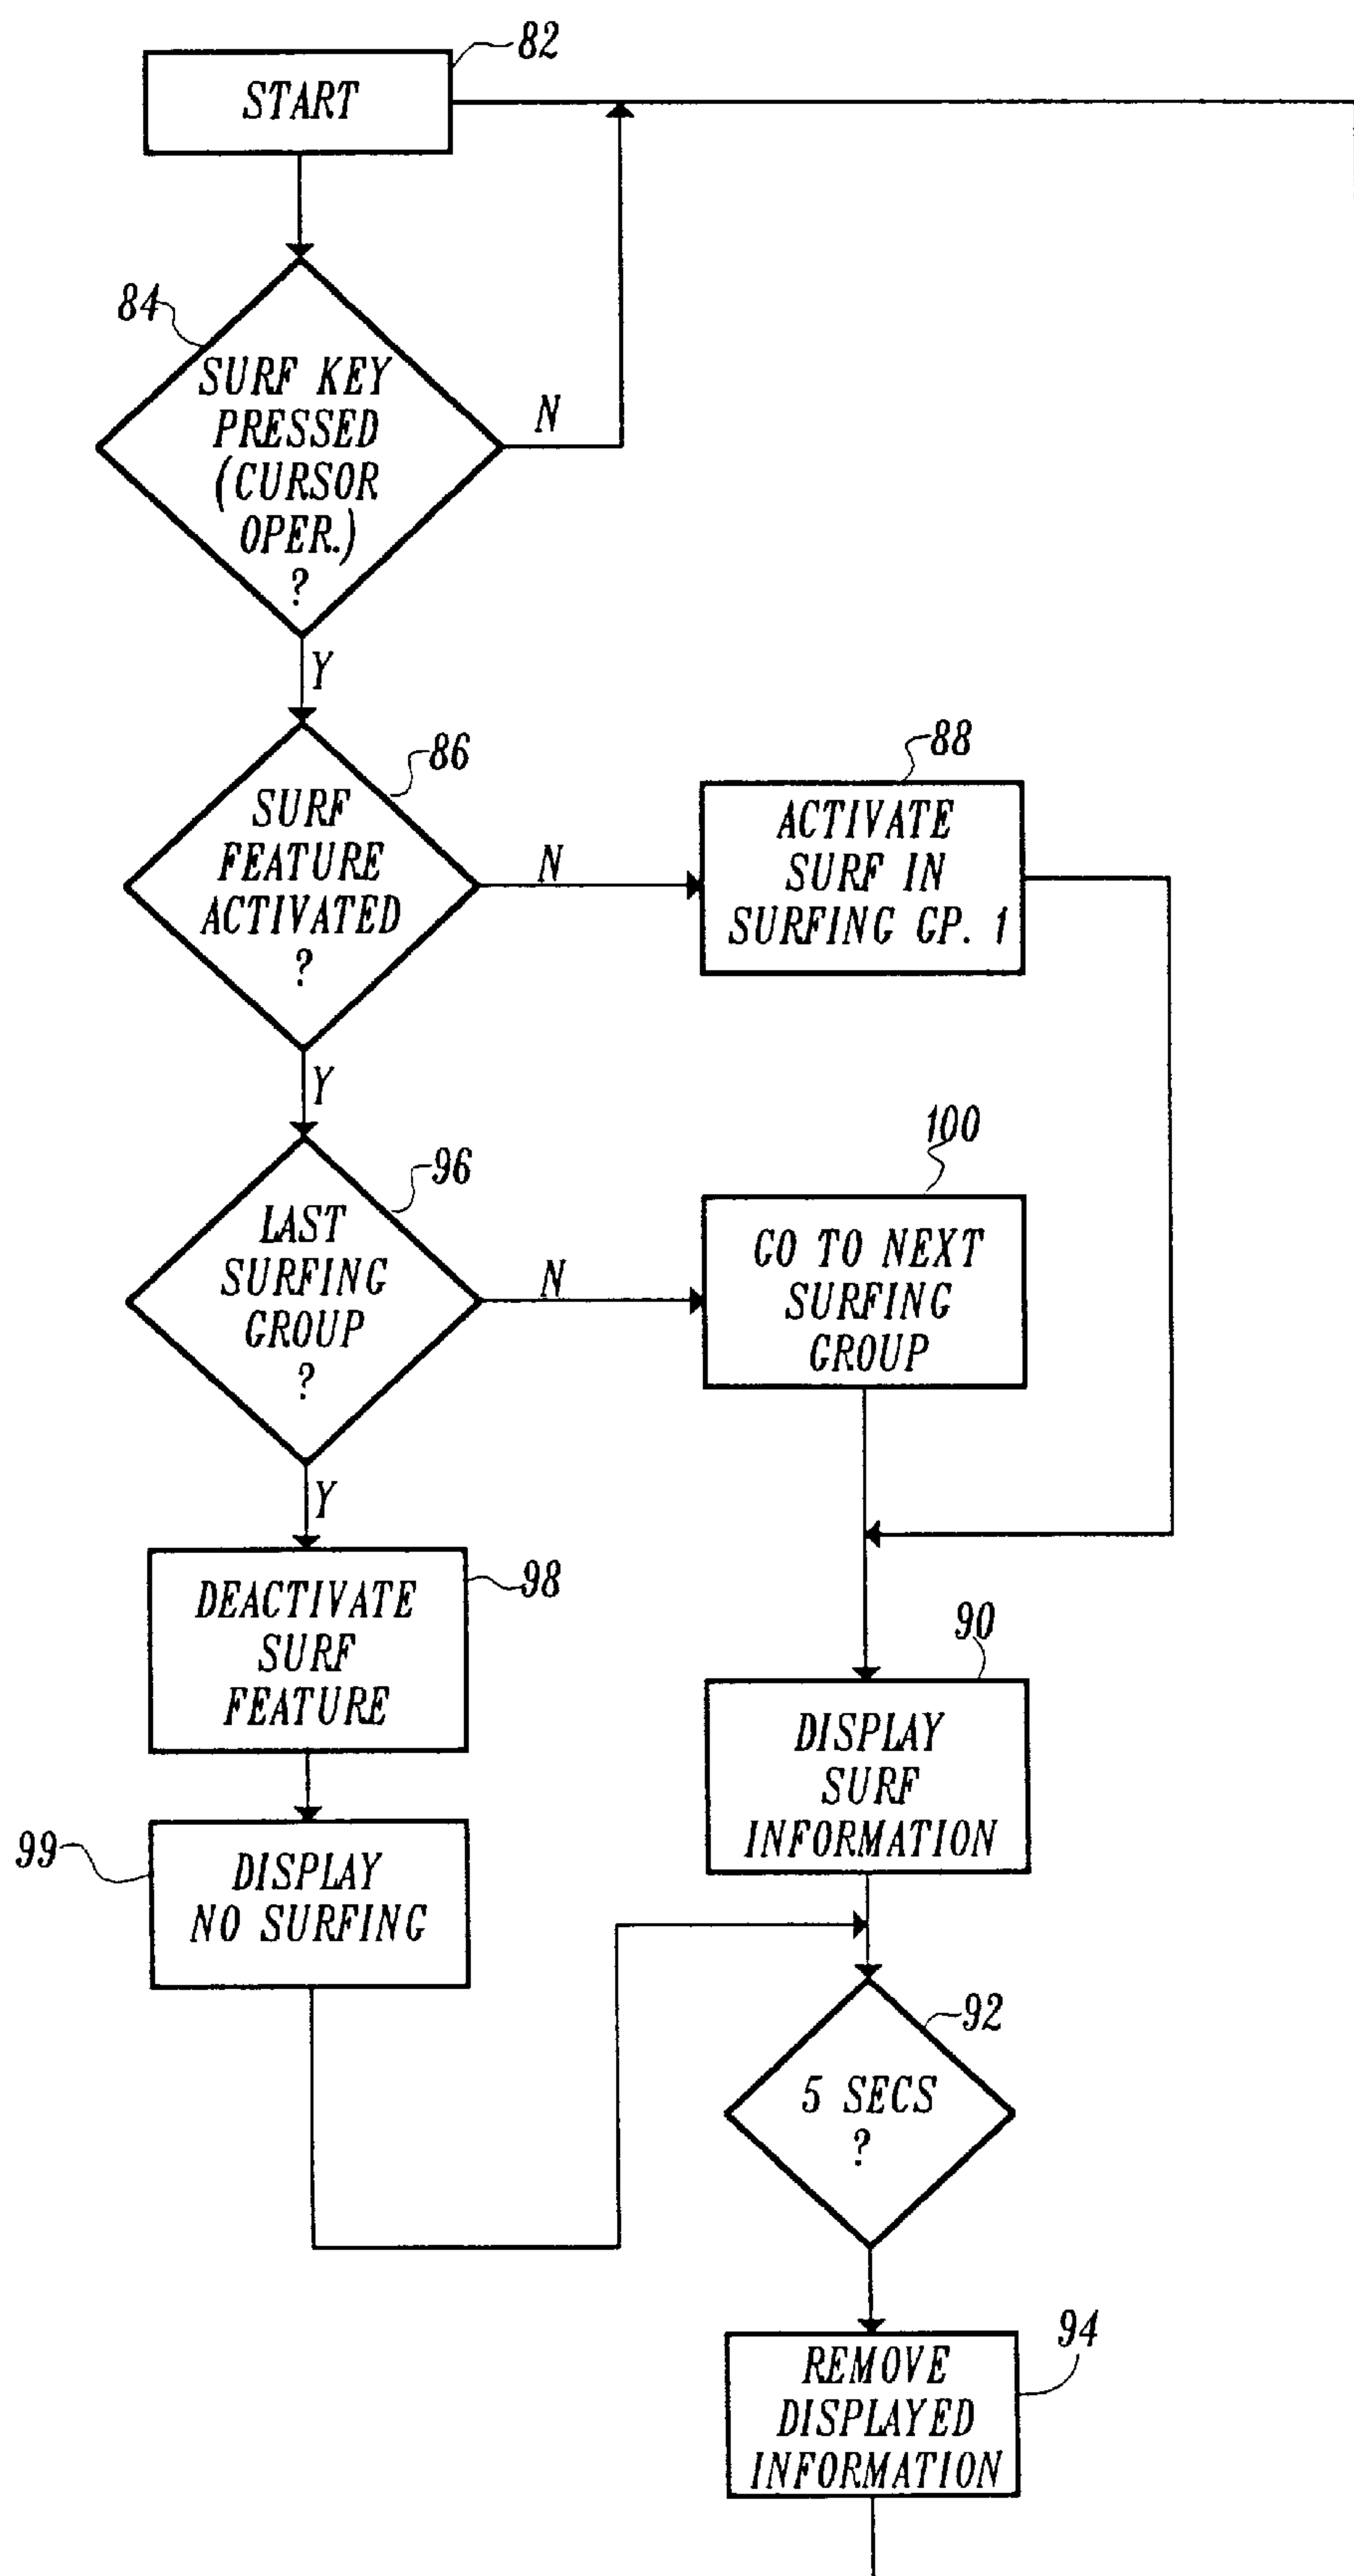 82
START
84
SURF KEY
PRESSED
(CURSOR
OPER.)
?
N
Y
86
SURF
FEATURE
ACTIVATED
?
N
88
ACTIVATE
SURF IN
SURFING GP. 1
Y
96
LAST
SURFING
GROUP
?
N
100
GO TO NEXT
SURFING
GROUP
Y
98
DEACTIVATE
SURF
FEATURE
90
DISPLAY
SURF
INFORMATION
99
DISPLAY
NO SURFING
92
5 SECS
?
94
REMOVE
DISPLAYED
INFORMATION